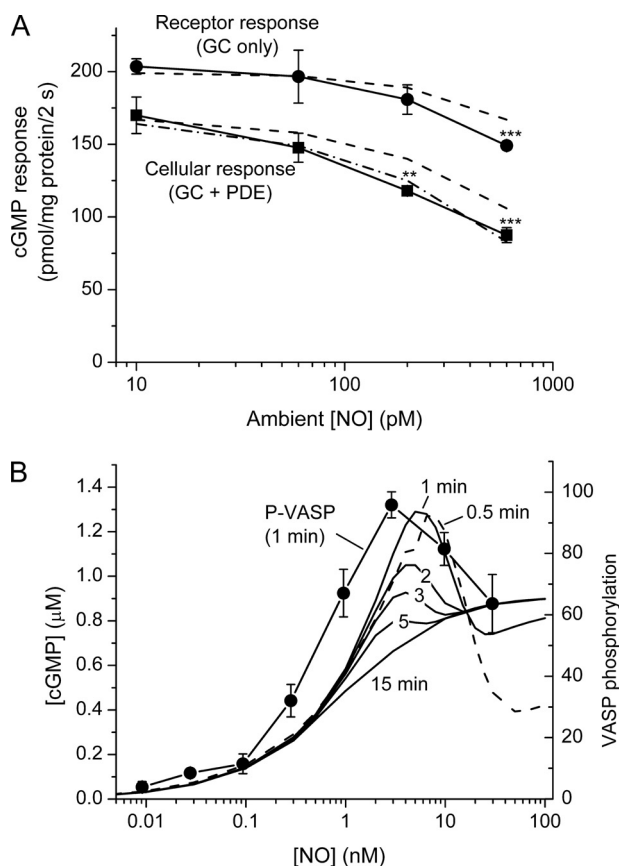 A
Receptor response
(GC only)
200
150
100
50
0
cGMP response
(pmol/mg protein/2 s)
***
Cellular response
(GC + PDE)
**
***
10
100
1000
Ambient [NO] (pM)
B
1.4
1.2
1.0
0.8
0.6
0.4
0.2
0.0
[cGMP] (μM)
P-VASP
(1 min)
1 min
0.5 min
2
3
5
15 min
100
80
60
40
20
0
VASP phosphorylation
0.01
0.1
1
10
100
[NO] (nM)